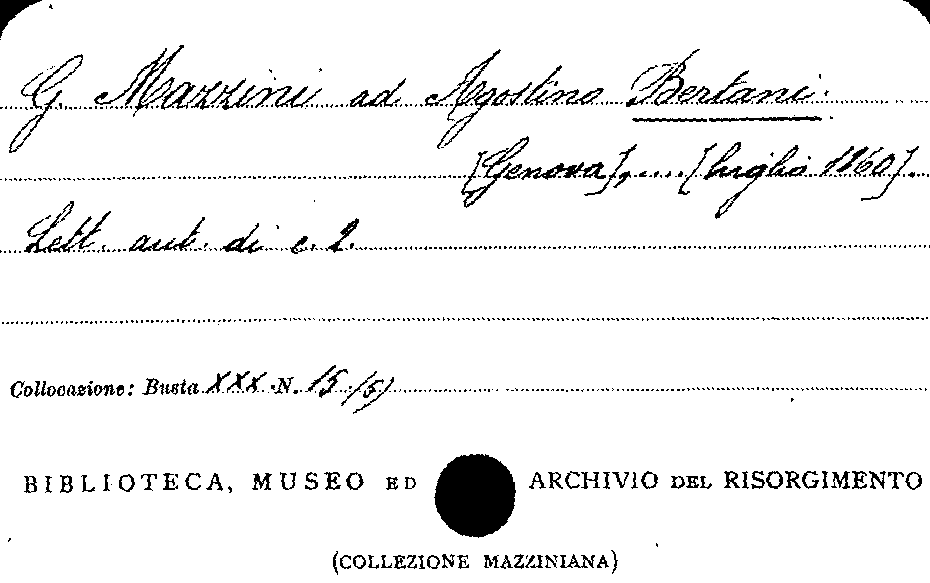 G. Mazzini ad Agostino Bertani.
[Genova], .... [luglio 1860].
Lett. aut. di c. 2.
Collocazione: Busta XXX N. 15 /5)
BIBLIOTECA, MUSEO ED ARCHIVIO DEL RISORGIMENTO
(COLLEZIONE MAZZINIANA)